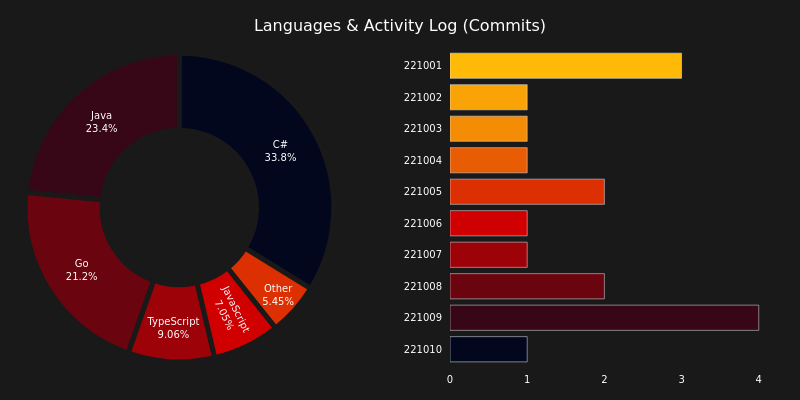 Languages & Activity Log (Commits)
Java
23.4%
C#
33.8%
Go
21.2%
TypeScript
9.06%
JavaScript
7.05%
Other
5.45%
221001
221002
221003
221004
221005
221006
221007
221008
221009
221010
0 1 2 3 4